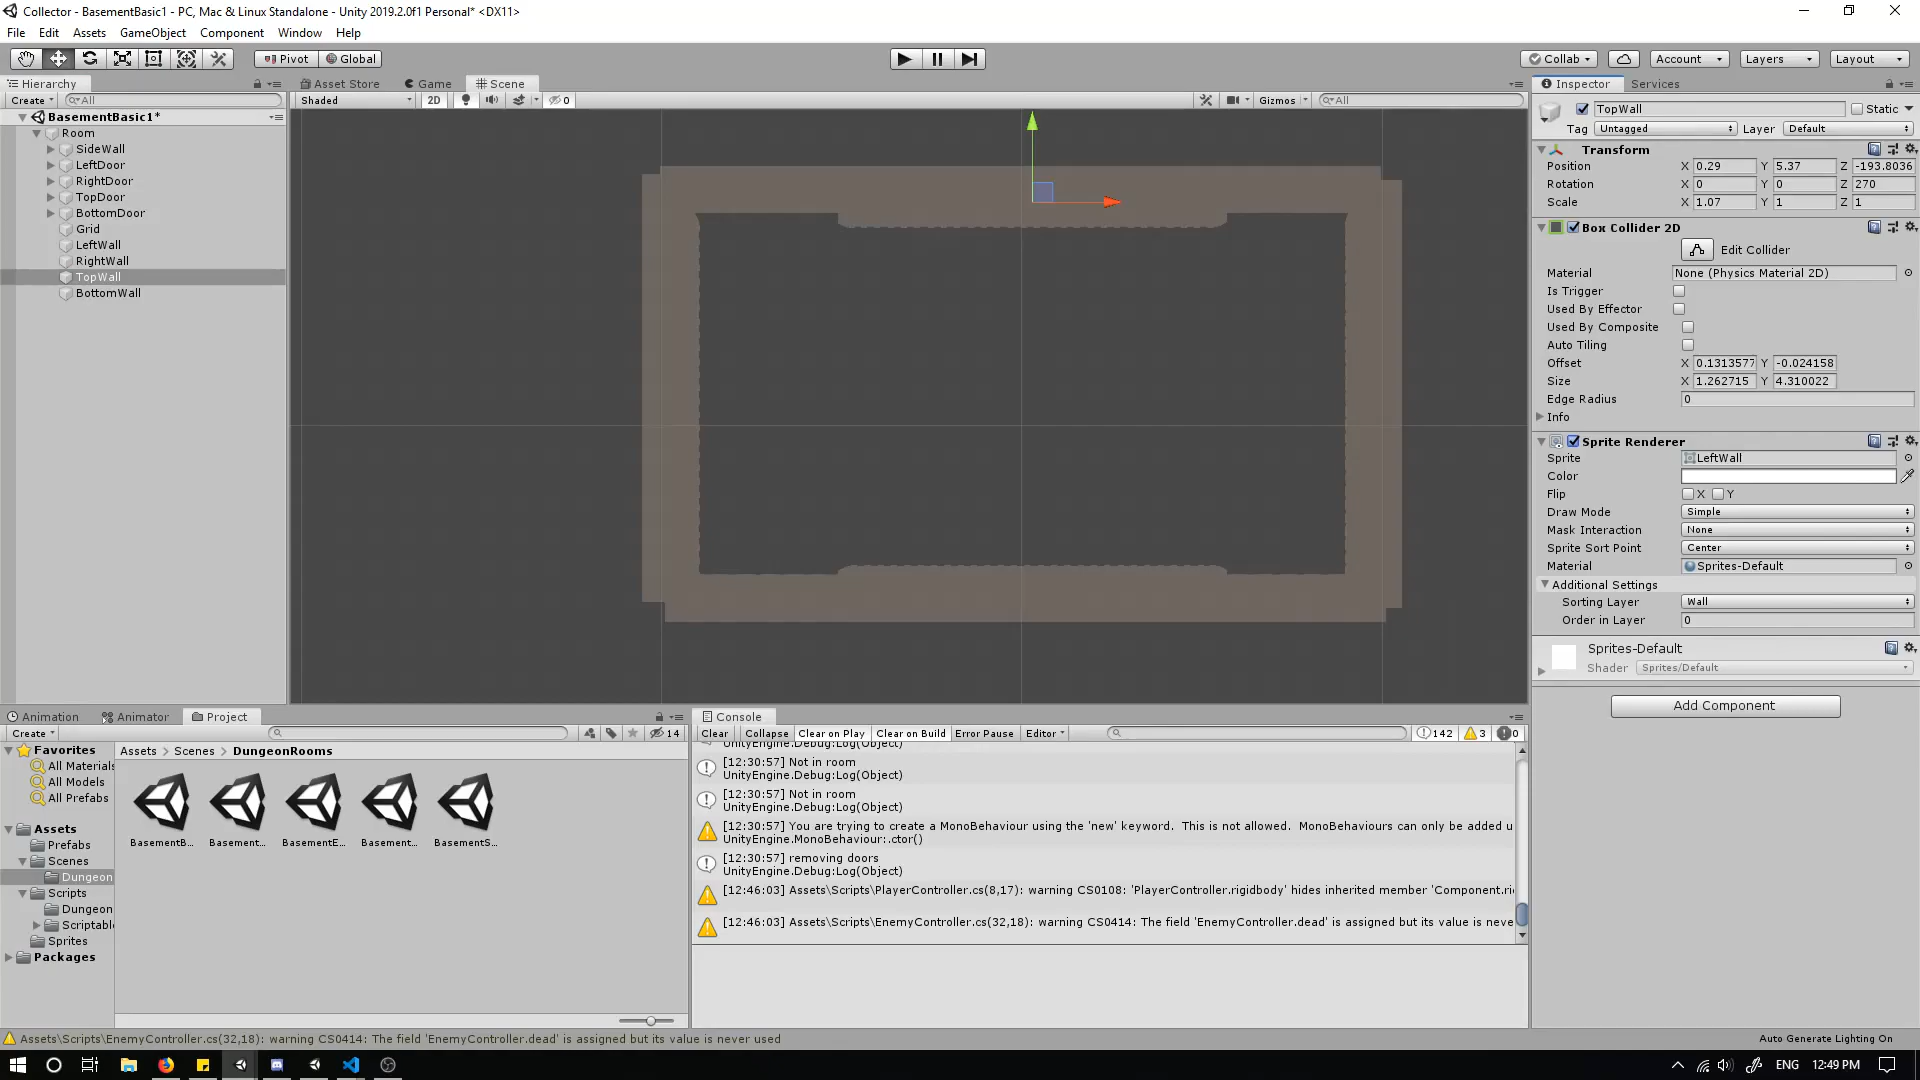 Collector - BasementBasic1 - PC, Mac & Linux Standalone - Unity 2019.2.0f1 Personal* <DX11>
File Edit Assets GameObject Component Window Help
Pivot Global Collab Account Layers Layout
Hierarchy Asset Store Game Scene Inspector Services
Create All Shaded 2D 0 Gizmos All
BasementBasic1*
Room
SideWall
LeftDoor
RightDoor
TopDoor
BottomDoor
Grid
LeftWall
RightWall
TopWall
BottomWall
TopWall Static
Tag Untagged Layer Default
Transform
Position X 0.29 Y 5.37 Z -193.8036
Rotation X 0 Y 0 Z 270
Scale X 1.07 Y 1 Z 1
Box Collider 2D
Edit Collider
Material None (Physics Material 2D)
Is Trigger
Used By Effector
Used By Composite
Auto Tiling
Offset X 0.1313577 Y -0.024158
Size X 1.262715 Y 4.310022
Edge Radius 0
Info
Sprite Renderer
Sprite LeftWall
Color
Flip X Y
Draw Mode Simple
Mask Interaction None
Sprite Sort Point Center
Material Sprites-Default
Additional Settings
Sorting Layer Wall
Order in Layer 0
Sprites-Default
Shader Sprites/Default
Add Component
Animation Animator Project
Create 14
Favorites
All Materials
All Models
All Prefabs
Assets
Prefabs
Scenes
Dungeon
Scripts
Dungeon
Scriptabl
Sprites
Packages
Assets > Scenes > DungeonRooms
BasementB... Basement... BasementE... Basement... BasementS...
Console
Clear Collapse Clear on Play Clear on Build Error Pause Editor 142 3 0
UnityEngine.Debug:Log(Object)
[12:30:57] Not in room
UnityEngine.Debug:Log(Object)
[12:30:57] Not in room
UnityEngine.Debug:Log(Object)
[12:30:57] You are trying to create a MonoBehaviour using the 'new' keyword. This is not allowed. MonoBehaviours can only be added u
UnityEngine.MonoBehaviour:.ctor()
[12:30:57] removing doors
UnityEngine.Debug:Log(Object)
[12:46:03] Assets\Scripts\PlayerController.cs(8,17): warning CS0108: 'PlayerController.rigidbody' hides inherited member 'Component.ri
[12:46:03] Assets\Scripts\EnemyController.cs(32,18): warning CS0414: The field 'EnemyController.dead' is assigned but its value is neve
Assets\Scripts\EnemyController.cs(32,18): warning CS0414: The field 'EnemyController.dead' is assigned but its value is never used
Auto Generate Lighting On
ENG 12:49 PM